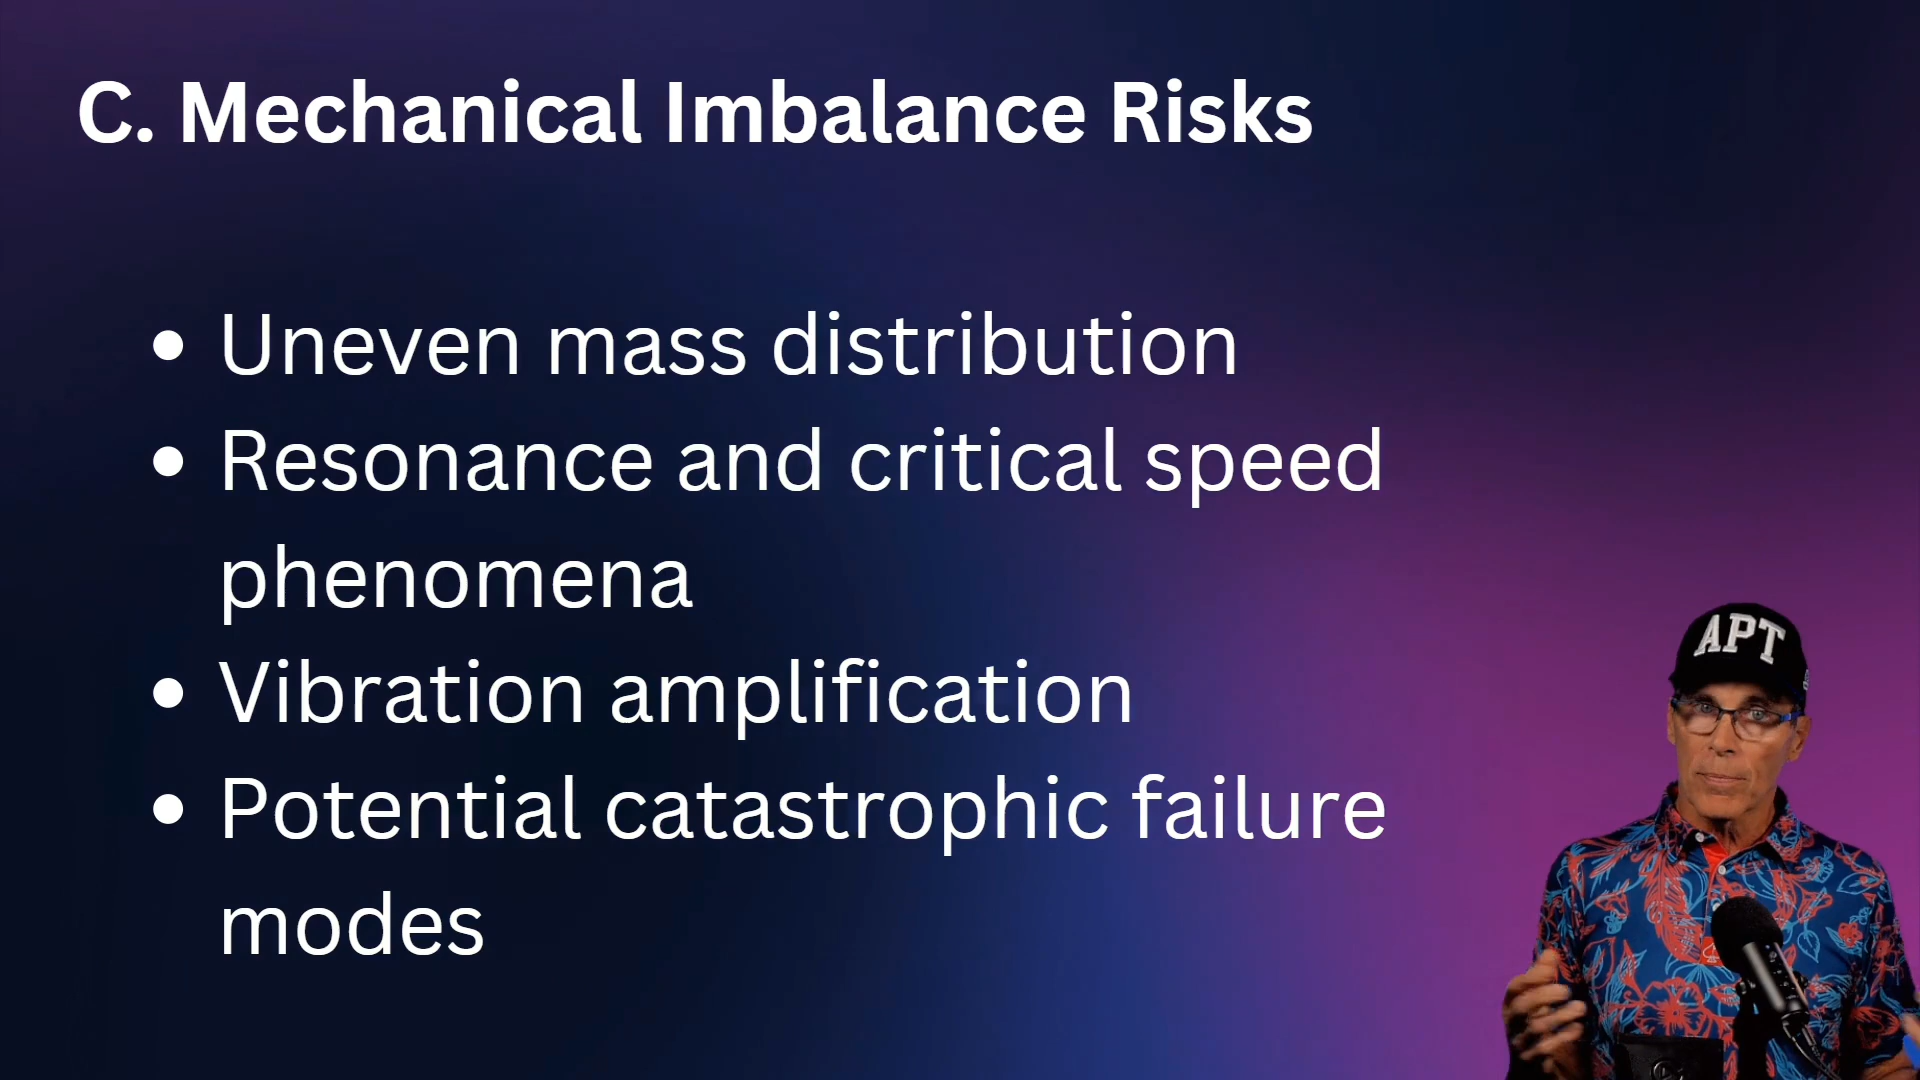 C. Mechanical Imbalance Risks
• Uneven mass distribution
• Resonance and critical speed
phenomena
• Vibration amplification
• Potential catastrophic failure
modes
APT